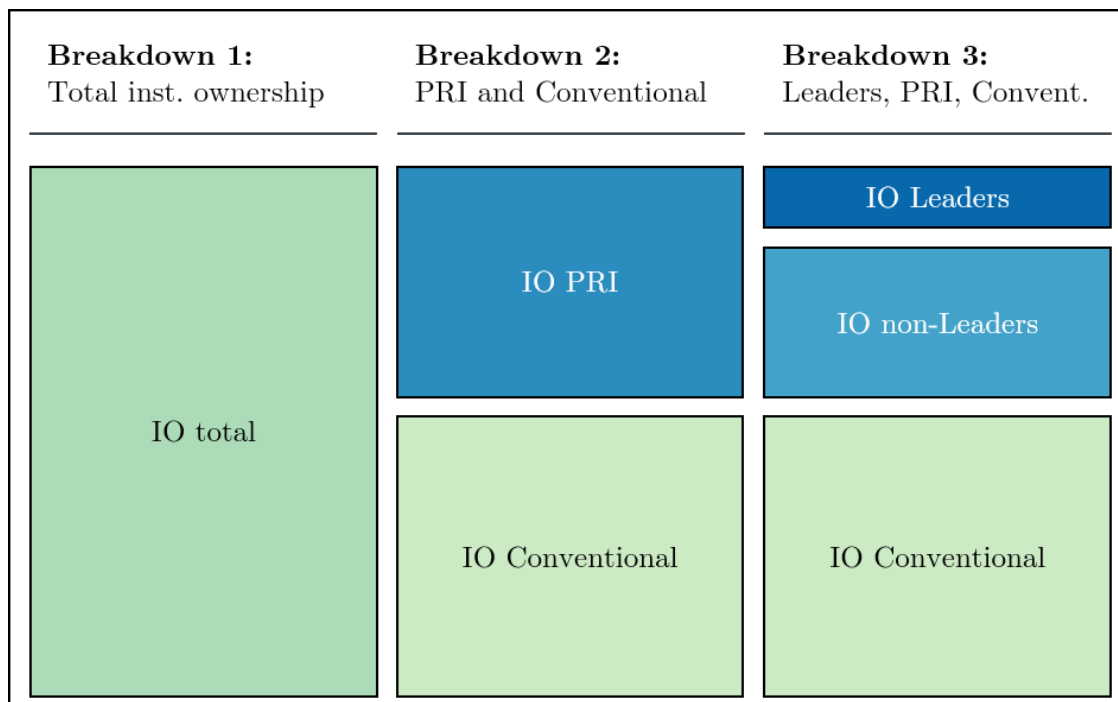 Breakdown 1:
Total inst. ownership
Breakdown 2:
PRI and Conventional
Breakdown 3:
Leaders, PRI, Convent.
IO total
IO PRI
IO Conventional
IO Leaders
IO non-Leaders
IO Conventional